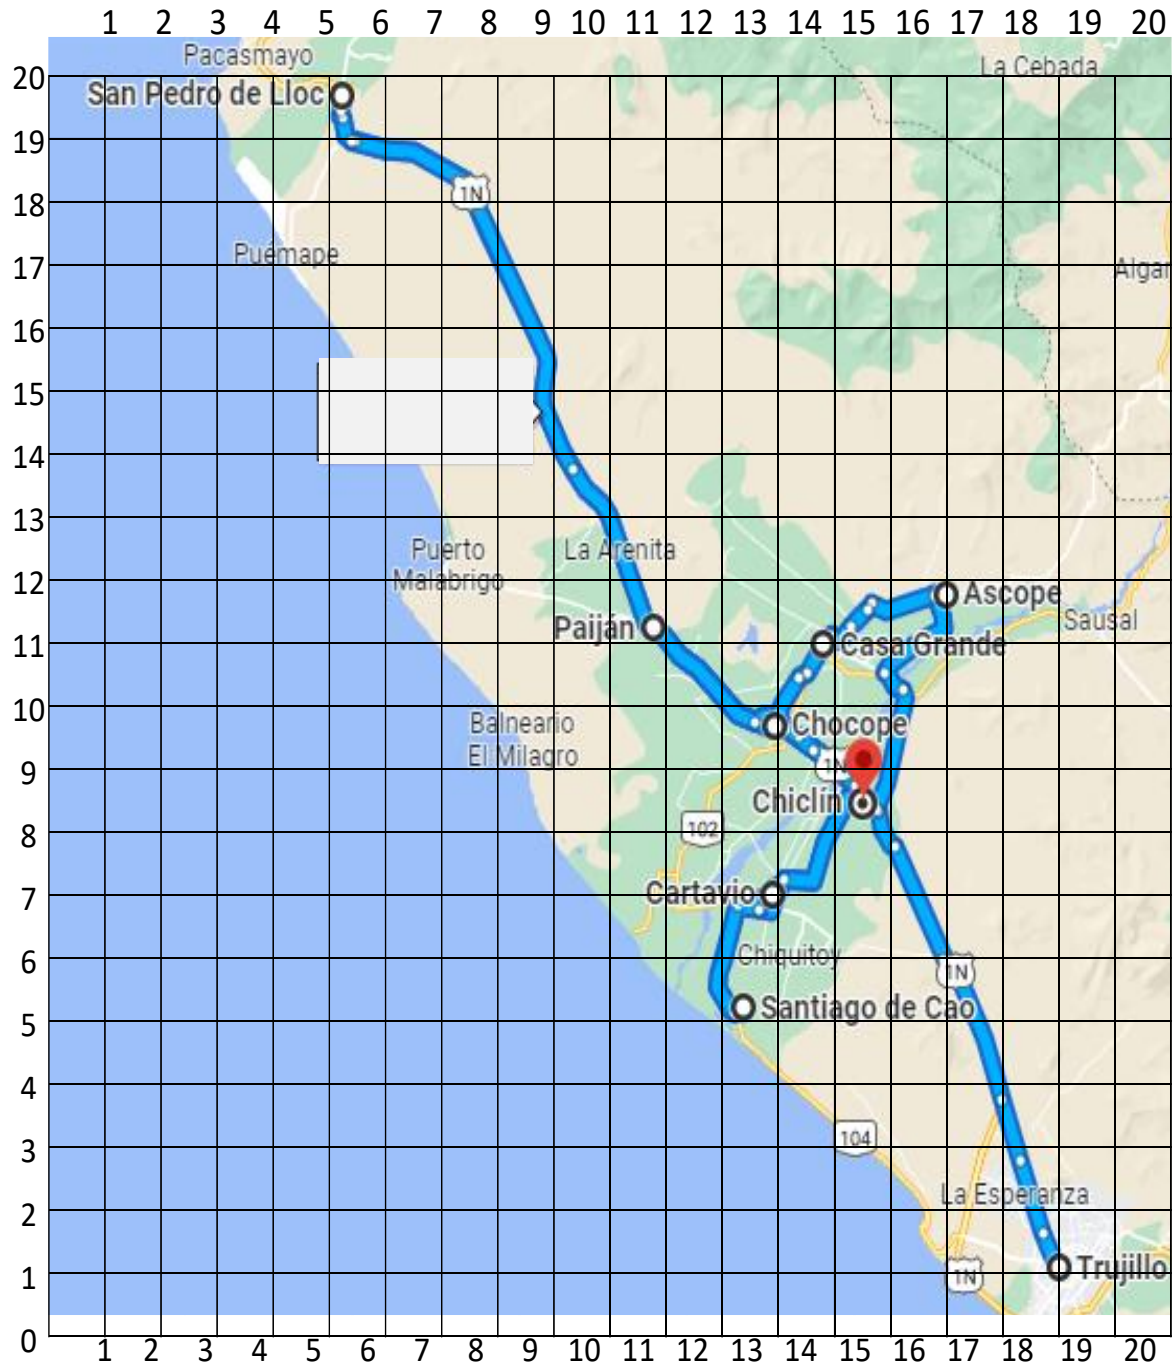 1 2 3 4 5 6 7 8 9 10 11 12 13 14 15 16 17 18 19 20
Pacasmayo
La Cebada
20
San Pedro de Lloc
19
1N
18
Puémape
17
Algar
16
15
14
13
Puerto
Malabrigo
La Arenita
12
Ascope
Sausal
Paiján
11
Casa Grande
10
Balneario
El Milagro
Chocope
9
1N
Chiclín
102
8
7
Cartavio
6
Chiquitoy
1N
5
Santiago de Cao
4
104
3
La Esperanza
2
1
1N
Trujillo
0
1 2 3 4 5 6 7 8 9 10 11 12 13 14 15 16 17 18 19 20